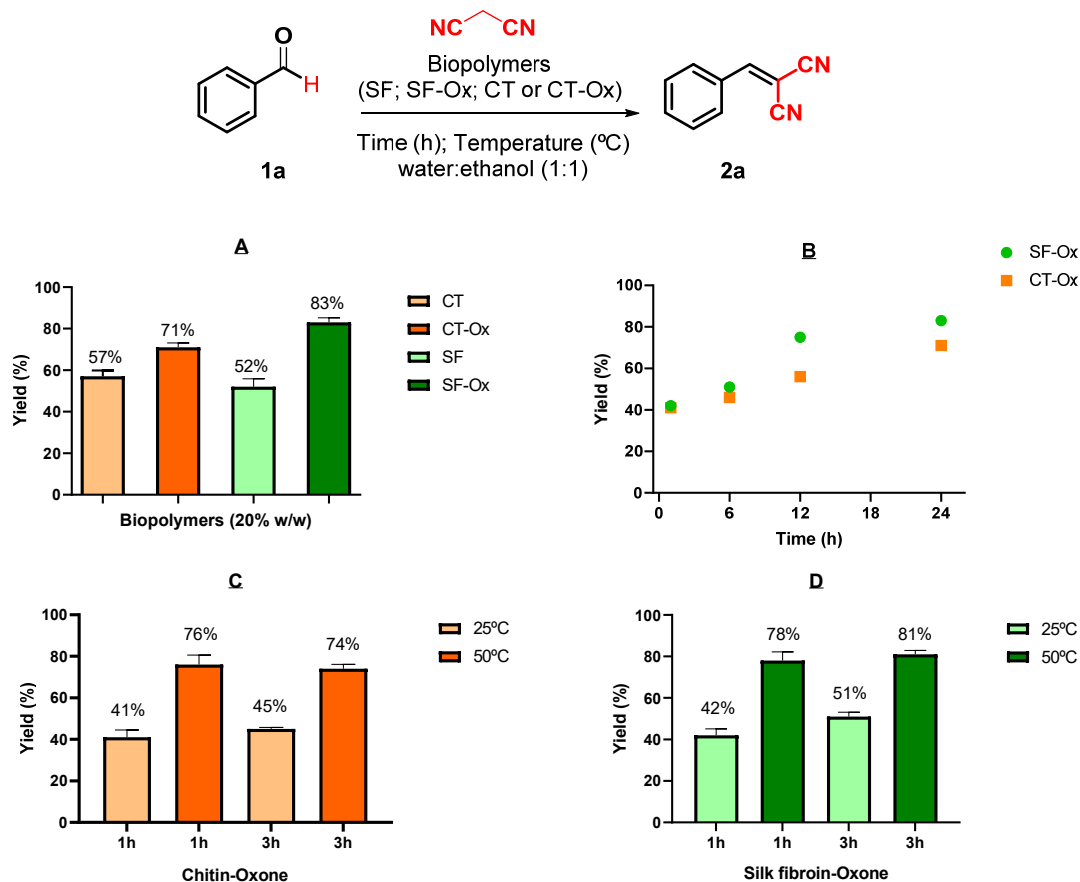 NC CN
O
H
Biopolymers
(SF; SF-Ox; CT or CT-Ox)
Time (h); Temperature (ºC)
water:ethanol (1:1)
CN
CN
1a
2a
A
Yield (%)
100
80
60
40
20
0
57%
71%
52%
83%
Biopolymers (20% w/w)
CT
CT-Ox
SF
SF-Ox
B
SF-Ox
CT-Ox
Yield (%)
100
80
60
40
20
0
0 6 12 18 24
Time (h)
C
Yield (%)
100
80
60
40
20
0
41%
76%
45%
74%
1h 1h 3h 3h
Chitin-Oxone
25ºC
50ºC
D
Yield (%)
100
80
60
40
20
0
42%
78%
51%
81%
1h 1h 3h 3h
Silk fibroin-Oxone
25ºC
50ºC